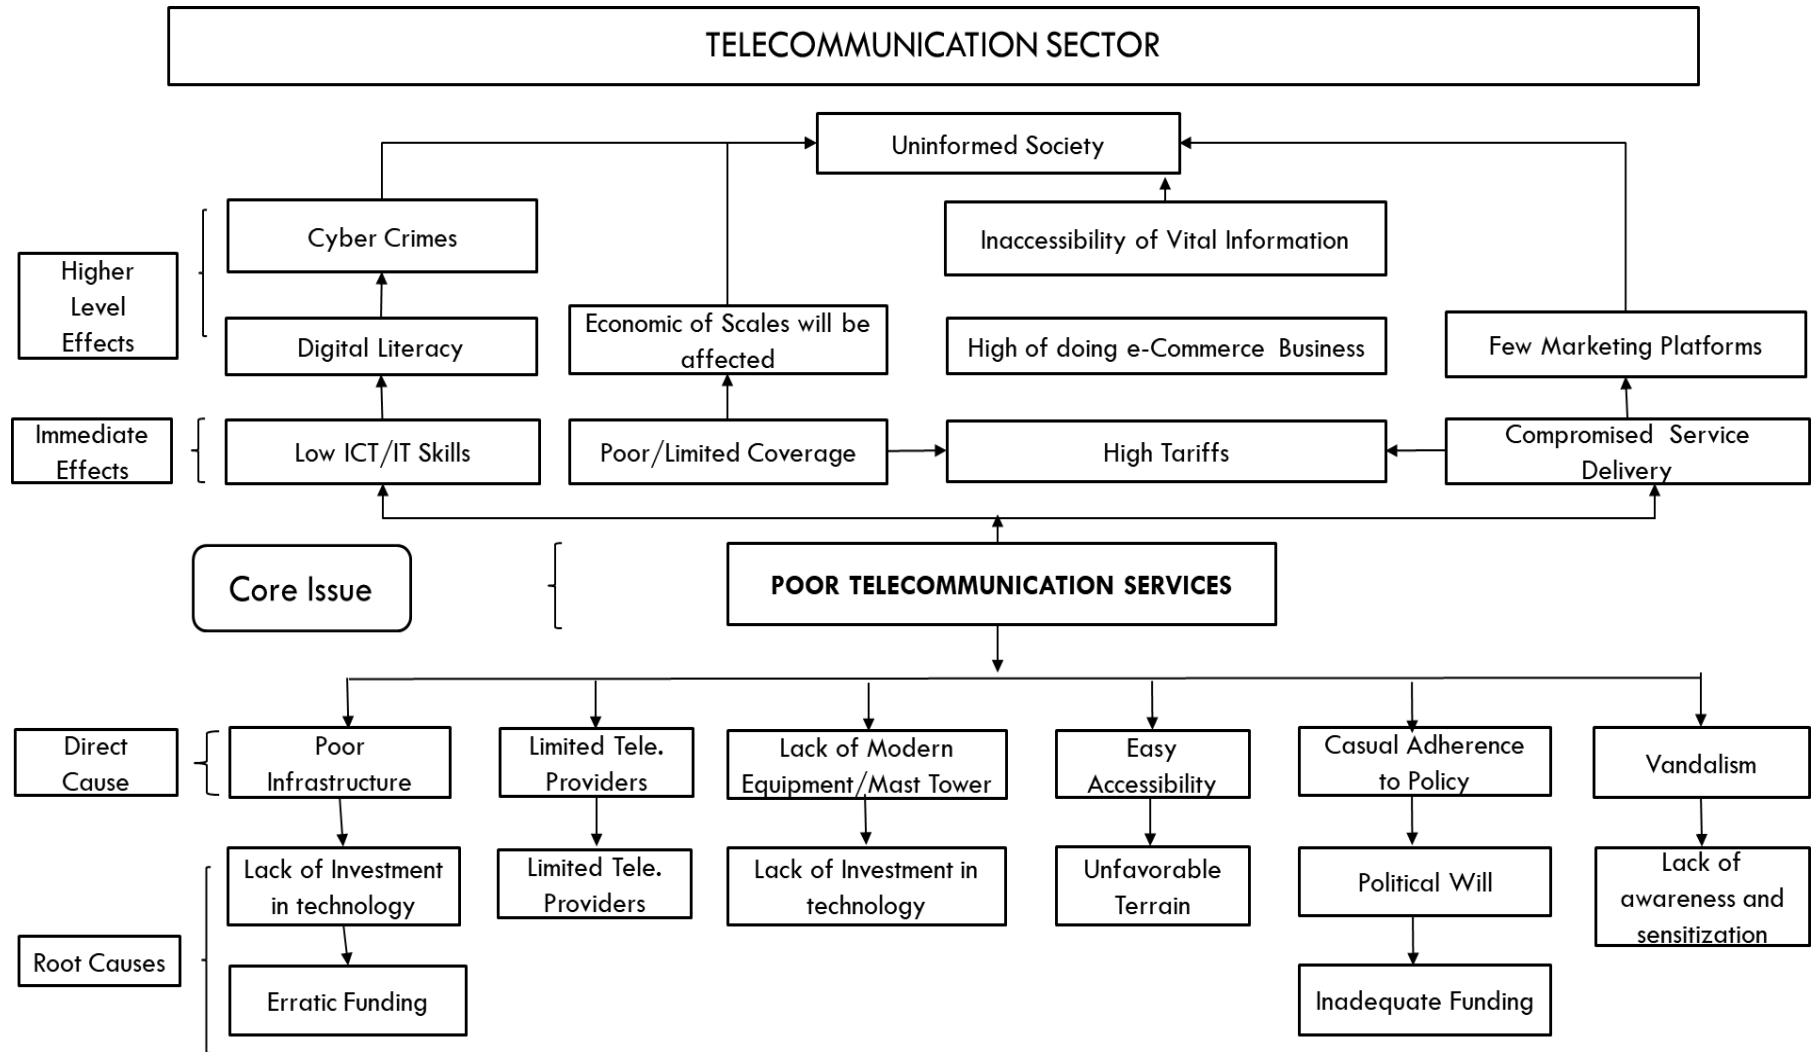 TELECOMMUNICATION SECTOR
Uninformed Society
Cyber Crimes
Inaccessibility of Vital Information
Higher
Level
Effects
Digital Literacy
Economic of Scales will be
affected
High of doing e-Commerce Business
Few Marketing Platforms
Immediate
Effects
Low ICT/IT Skills
Poor/Limited Coverage
High Tariffs
Compromised Service
Delivery
Core Issue
POOR TELECOMMUNICATION SERVICES
Direct
Cause
Poor
Infrastructure
Limited Tele.
Providers
Lack of Modern
Equipment/Mast Tower
Easy
Accessibility
Casual Adherence
to Policy
Vandalism
Root Causes
Lack of Investment
in technology
Limited Tele.
Providers
Lack of Investment in
technology
Unfavorable
Terrain
Political Will
Lack of
awareness and
sensitization
Erratic Funding
Inadequate Funding